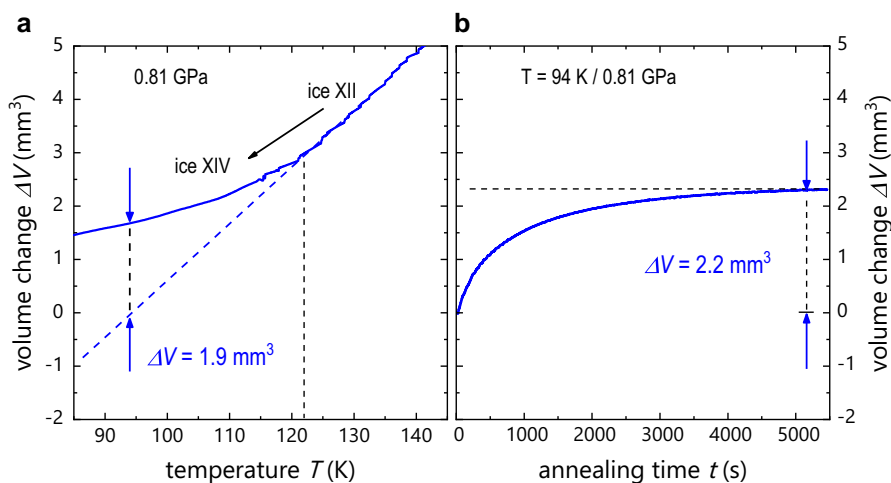 a
0.81 GPa
ice XII
ice XIV
ΔV = 1.9 mm³
volume change ΔV (mm³)
5
4
3
2
1
0
-1
-2
90 100 110 120 130 140
temperature T (K)
b
T = 94 K / 0.81 GPa
ΔV = 2.2 mm³
5
4
3
2
1
0
-1
-2
volume change ΔV (mm³)
0 1000 2000 3000 4000 5000
annealing time t (s)